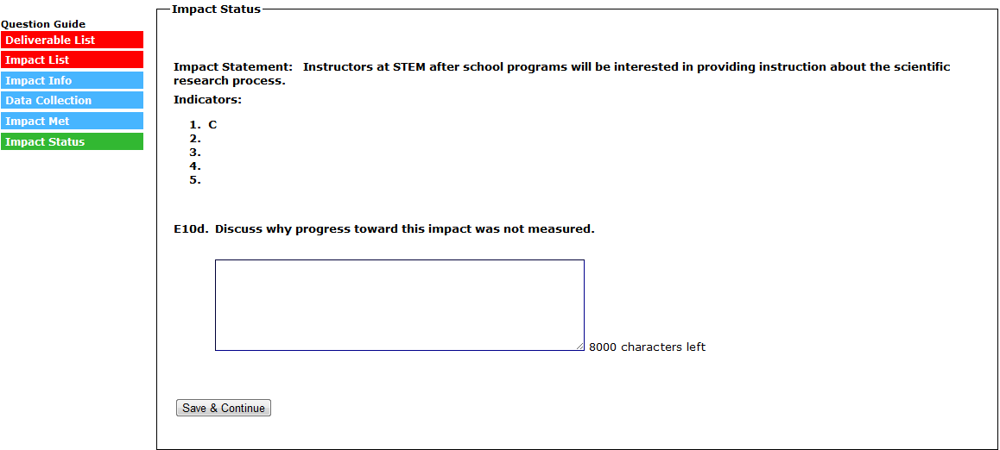 Impact Status
Question Guide
Deliverable List
Impact List
Impact Info
Data Collection
Impact Met
Impact Status
Impact Statement: Instructors at STEM after school programs will be interested in providing instruction about the scientific
research process.
Indicators:
1. C
2.
3.
4.
5.
E10d. Discuss why progress toward this impact was not measured.
8000 characters left
Save & Continue